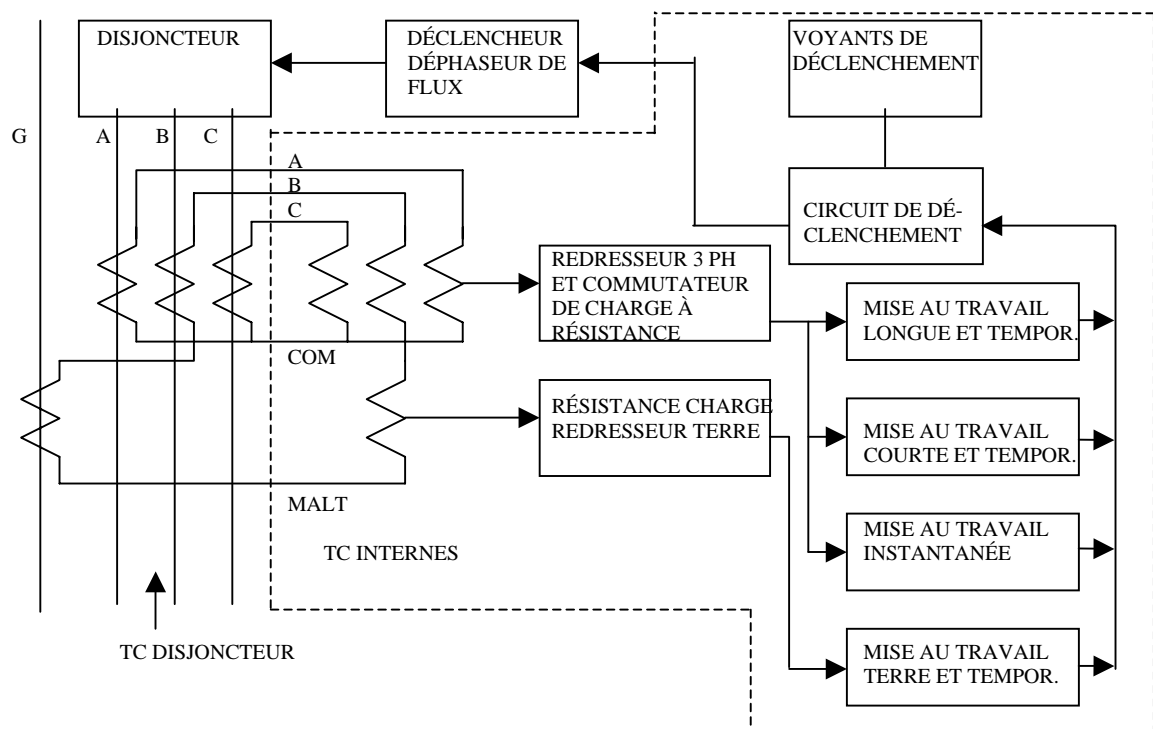 DISJONCTEUR
DÉCLENCHEUR
DÉPHASEUR DE
FLUX
VOYANTS DE
DÉCLENCHEMENT
G
A
B
C
A
B
C
CIRCUIT DE DÉ-
CLENCHEMENT
REDRESSEUR 3 PH
ET COMMUTATEUR
DE CHARGE À
RÉSISTANCE
MISE AU TRAVAIL
LONGUE ET TEMPOR.
COM
RÉSISTANCE CHARGE
REDRESSEUR TERRE
MISE AU TRAVAIL
COURTE ET TEMPOR.
MALT
MISE AU TRAVAIL
INSTANTANÉE
TC INTERNES
TC DISJONCTEUR
MISE AU TRAVAIL
TERRE ET TEMPOR.